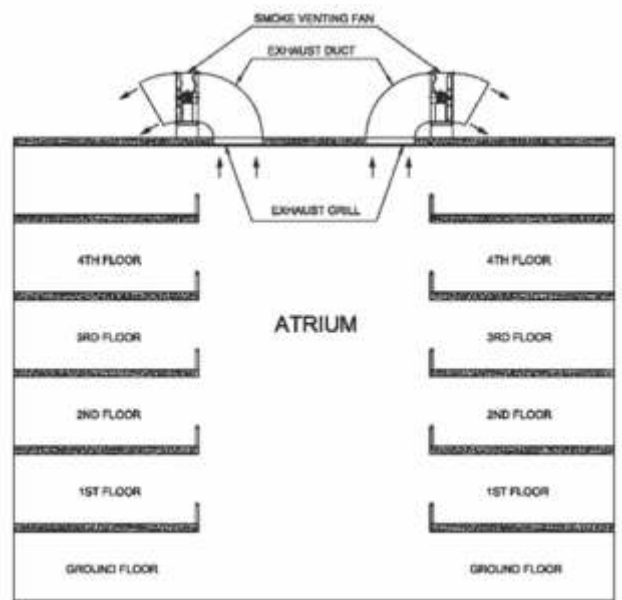 SMOKE VENTING FAN
EXHAUST DUCT
EXHAUST GRILL
4TH FLOOR
4TH FLOOR
ATRIUM
3RD FLOOR
3RD FLOOR
2ND FLOOR
2ND FLOOR
1ST FLOOR
1ST FLOOR
GROUND FLOOR
GROUND FLOOR